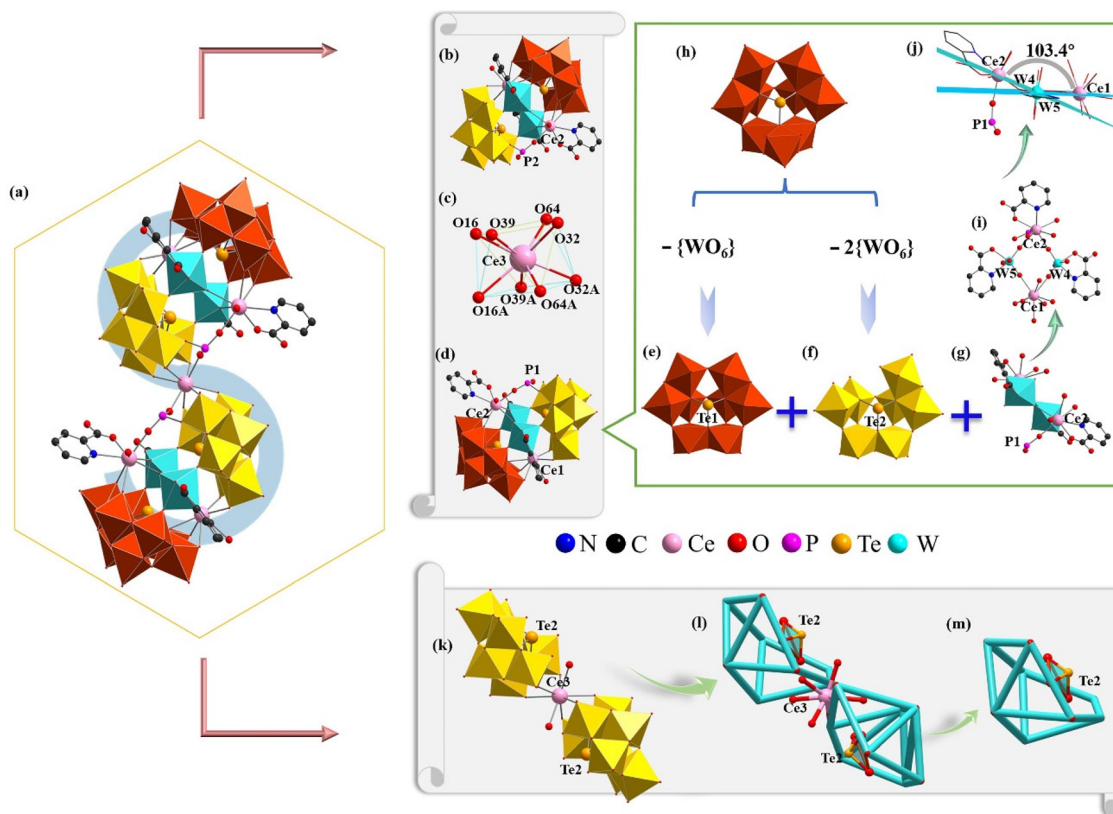 (a)
(b)
Ce2
P2
(c)
O64
O16
O39
O32
Ce3
O32A
O39A
O64A
O16A
(d)
P1
Ce2
Ce1
(h)
−{WO₆}
−2{WO₆}
(e)
Te1
+
(f)
Te2
+
(g)
Ce2
P1
(j)
103.4°
Ce2
W4
Ce1
W5
P1
(i)
Ce2
W5
W4
Ce1
N C Ce O P Te W
(k)
Te2
Ce3
Te2
(l)
Te2
Ce3
Te2
(m)
Te2